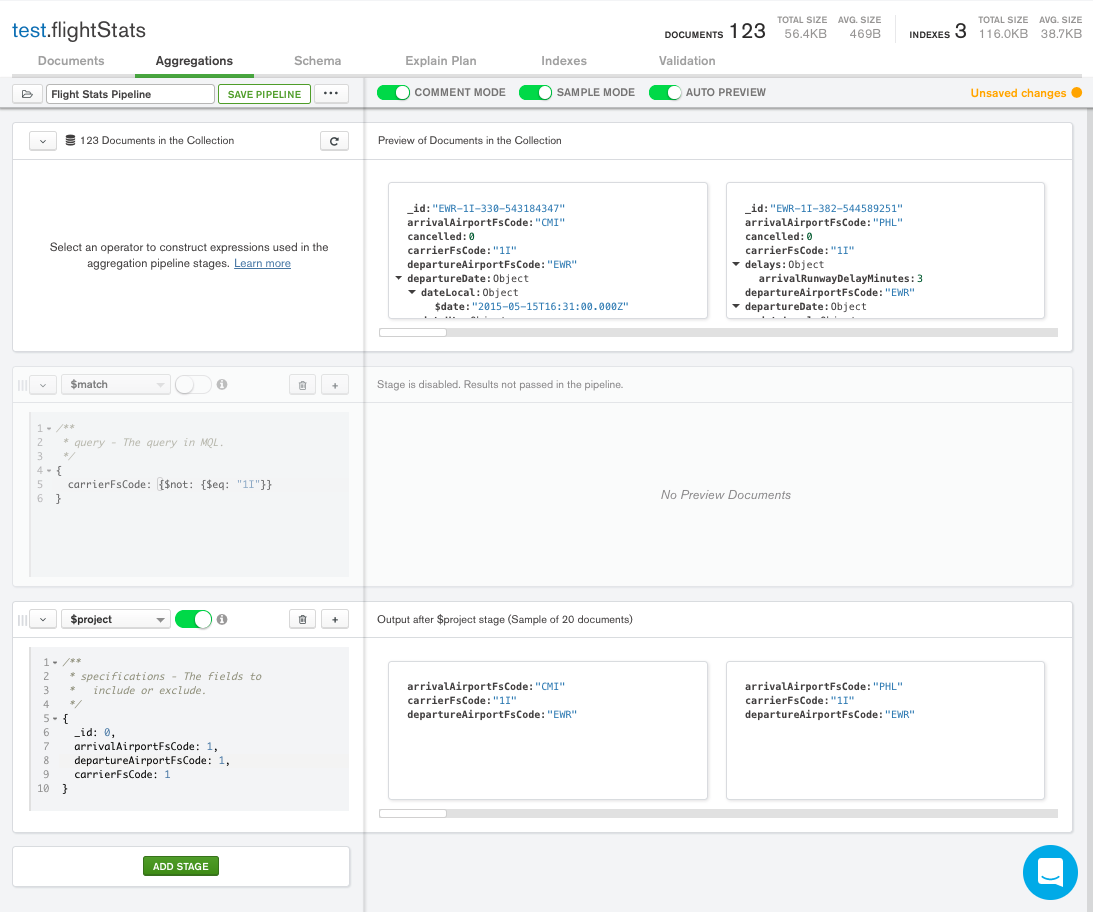 test.flightStats
DOCUMENTS 123 TOTAL SIZE 56.4KB AVG. SIZE 469B INDEXES 3 TOTAL SIZE 116.0KB AVG. SIZE 38.7KB
Documents Aggregations Schema Explain Plan Indexes Validation
Flight Stats Pipeline SAVE PIPELINE ••• COMMENT MODE SAMPLE MODE AUTO PREVIEW Unsaved changes
123 Documents in the Collection
Select an operator to construct expressions used in the
aggregation pipeline stages. Learn more
Preview of Documents in the Collection
_id:"EWR-1I-330-543184347"
arrivalAirportFsCode:"CMI"
cancelled:0
carrierFsCode:"1I"
departureAirportFsCode:"EWR"
departureDate:Object
dateLocal:Object
$date:"2015-05-15T16:31:00.000Z"
_id:"EWR-1I-382-544589251"
arrivalAirportFsCode:"PHL"
cancelled:0
carrierFsCode:"1I"
delays:Object
arrivalRunwayDelayMinutes:3
departureAirportFsCode:"EWR"
departureDate:Object
$match
Stage is disabled. Results not passed in the pipeline.
1 /**
2 * query - The query in MQL.
3 */
4 {
5 carrierFsCode: {$not: {$eq: "1I"}}
6 }
No Preview Documents
$project
Output after $project stage (Sample of 20 documents)
1 /**
2 * specifications - The fields to
3 * include or exclude.
4 */
5 {
6 _id: 0,
7 arrivalAirportFsCode: 1,
8 departureAirportFsCode: 1,
9 carrierFsCode: 1
10 }
arrivalAirportFsCode:"CMI"
carrierFsCode:"1I"
departureAirportFsCode:"EWR"
arrivalAirportFsCode:"PHL"
carrierFsCode:"1I"
departureAirportFsCode:"EWR"
ADD STAGE